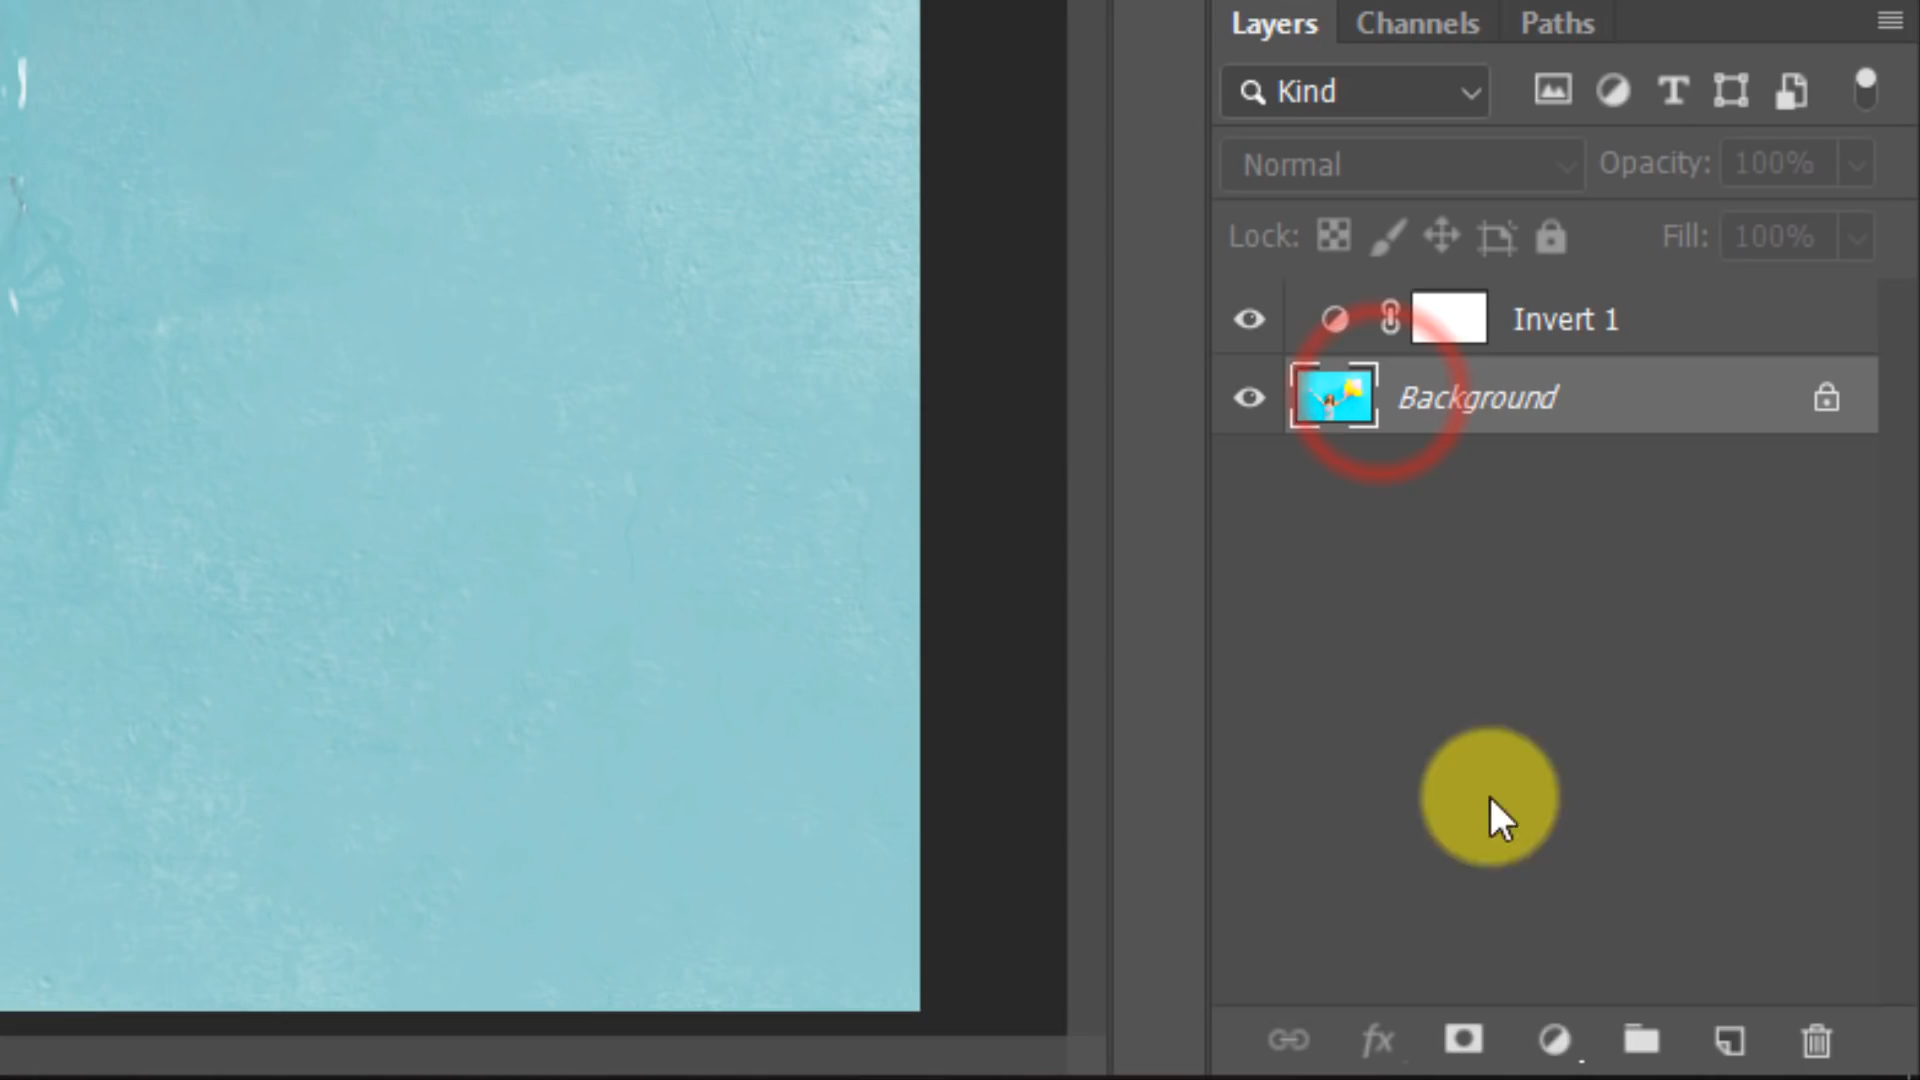 Layers Channels Paths
Kind
Normal Opacity: 100%
Lock: Fill: 100%
Invert 1
Background
fx